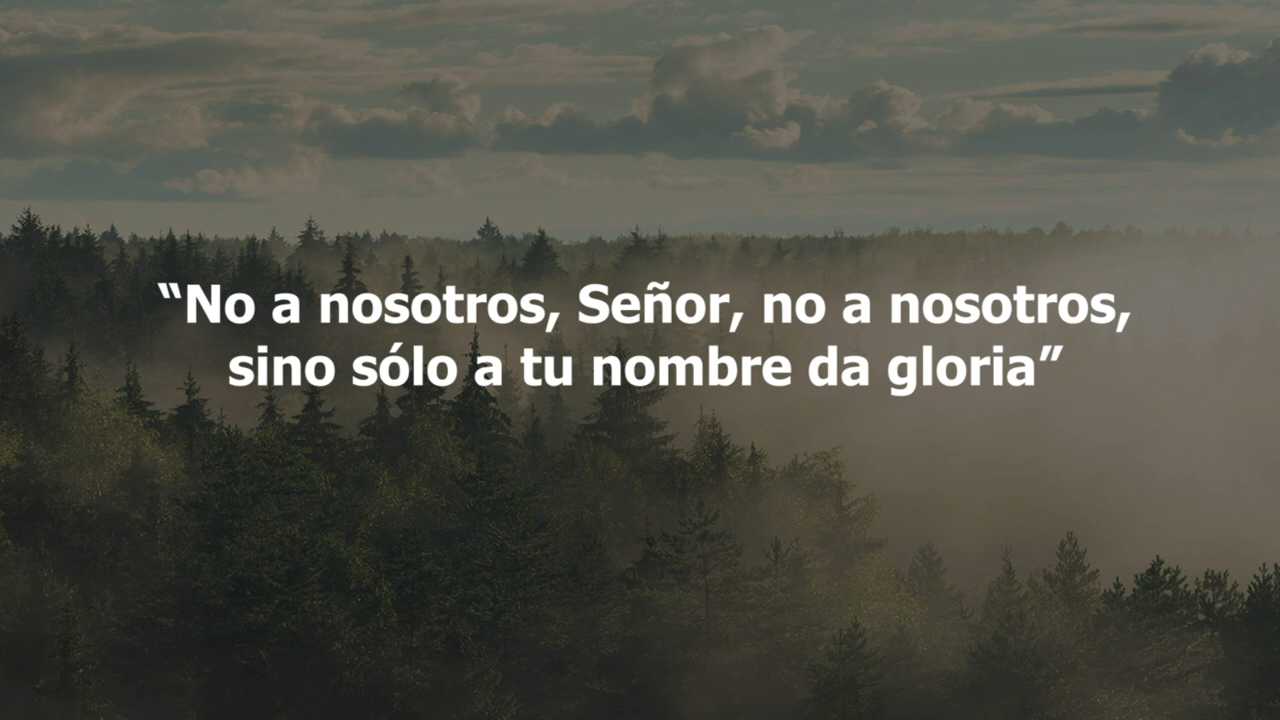 “No a nosotros, Señor, no a nosotros,
sino sólo a tu nombre da gloria”